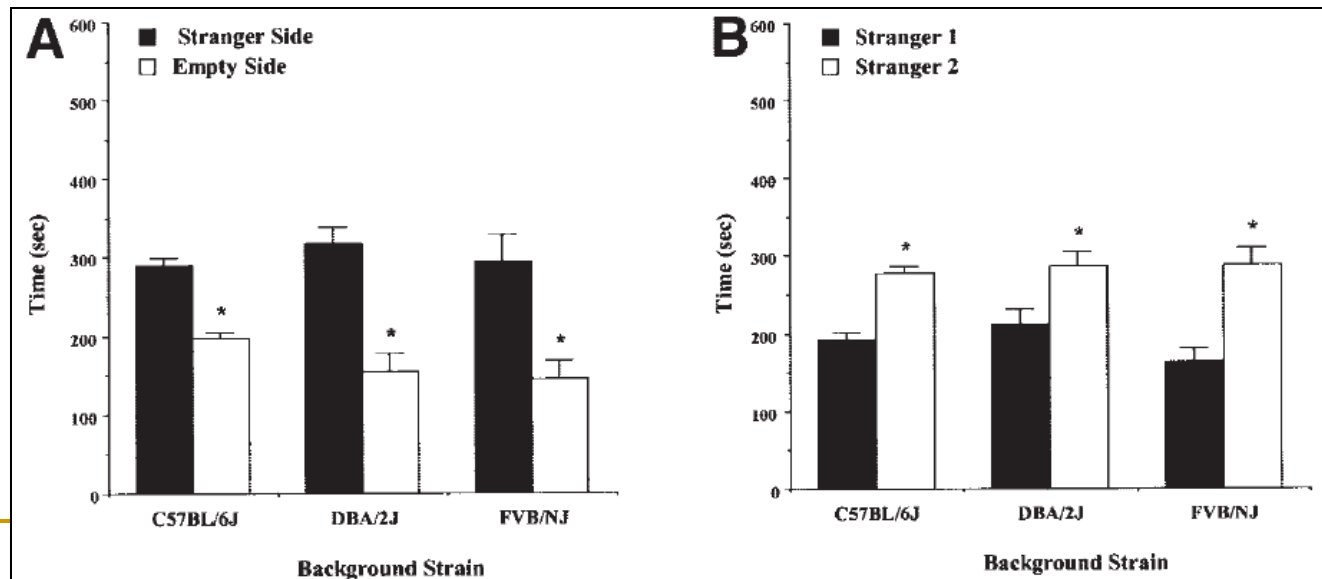 A
Stranger Side
Empty Side
600
500
400
300
200
100
0
Time (sec)
*
*
*
C57BL/6J
DBA/2J
FVB/NJ
Background Strain
B
Stranger 1
Stranger 2
600
500
400
300
200
100
0
Time (sec)
*
*
*
C57BL/6J
DBA/2J
FVB/NJ
Background Strain